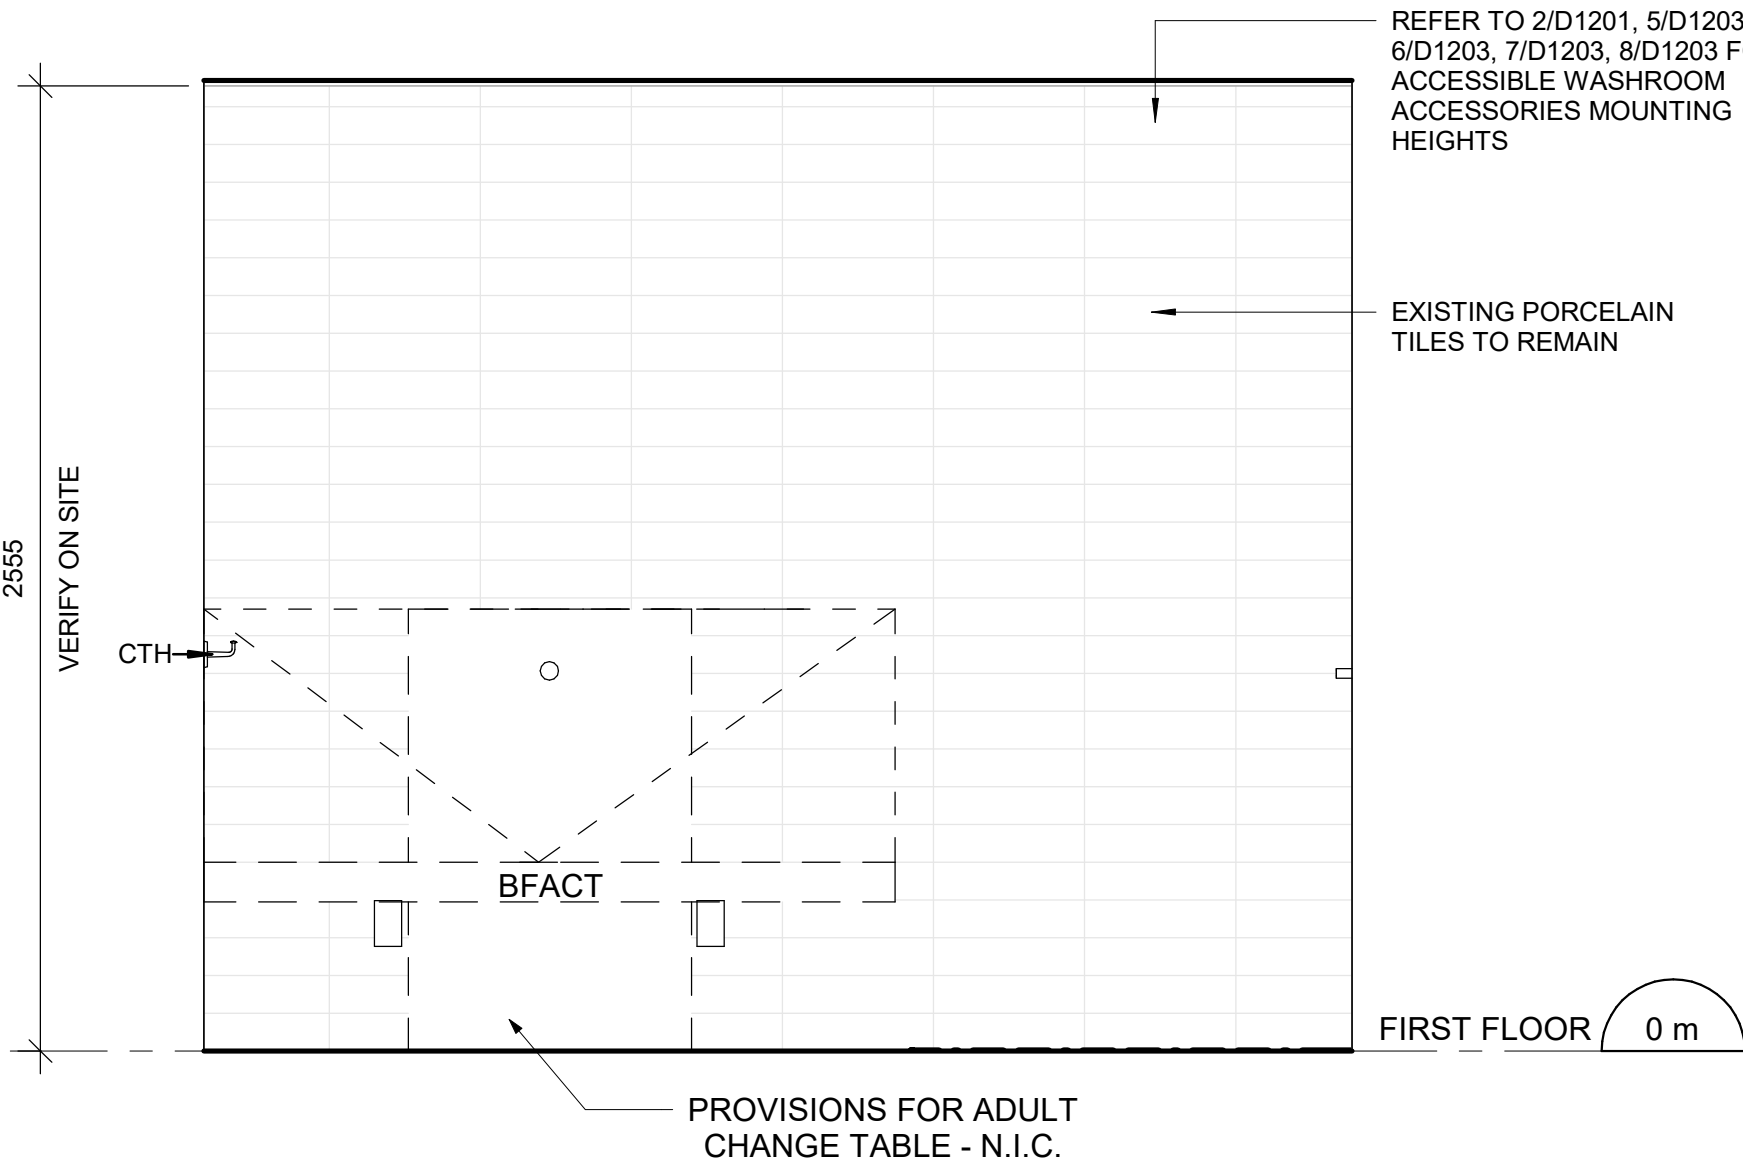 REFER TO 2/D1201, 5/D1203
6/D1203, 7/D1203, 8/D1203
ACCESSIBLE WASHROOM
ACCESSORIES MOUNTING
HEIGHTS
EXISTING PORCELAIN
TILES TO REMAIN
2555
VERIFY ON SITE
CTH
BFACT
FIRST FLOOR
0 m
PROVISIONS FOR ADULT
CHANGE TABLE - N.I.C.